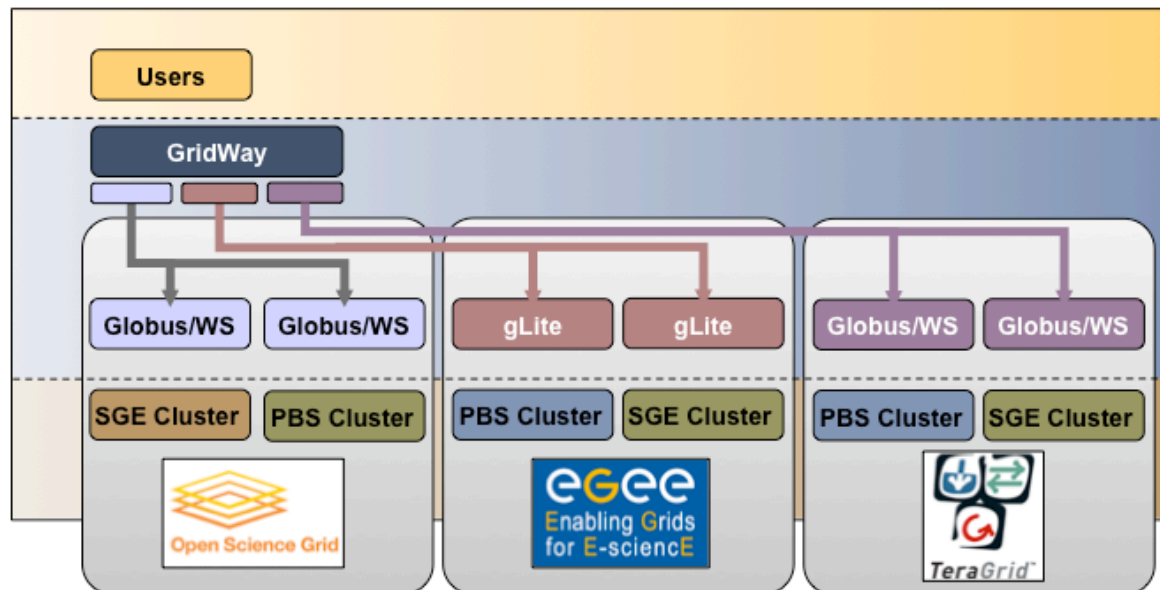 Users
GridWay
Globus/WS
Globus/WS
gLite
gLite
Globus/WS
Globus/WS
SGE Cluster
PBS Cluster
PBS Cluster
SGE Cluster
PBS Cluster
SGE Cluster
Open Science Grid
eGee
Enabling Grids
for E-sciencE
TeraGrid™